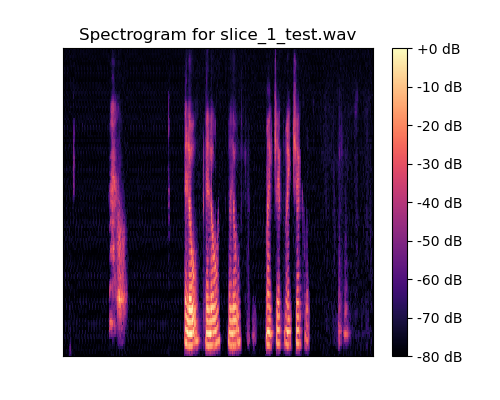 Spectrogram for slice_1_test.wav
+0 dB
-10 dB
-20 dB
-30 dB
-40 dB
-50 dB
-60 dB
-70 dB
-80 dB